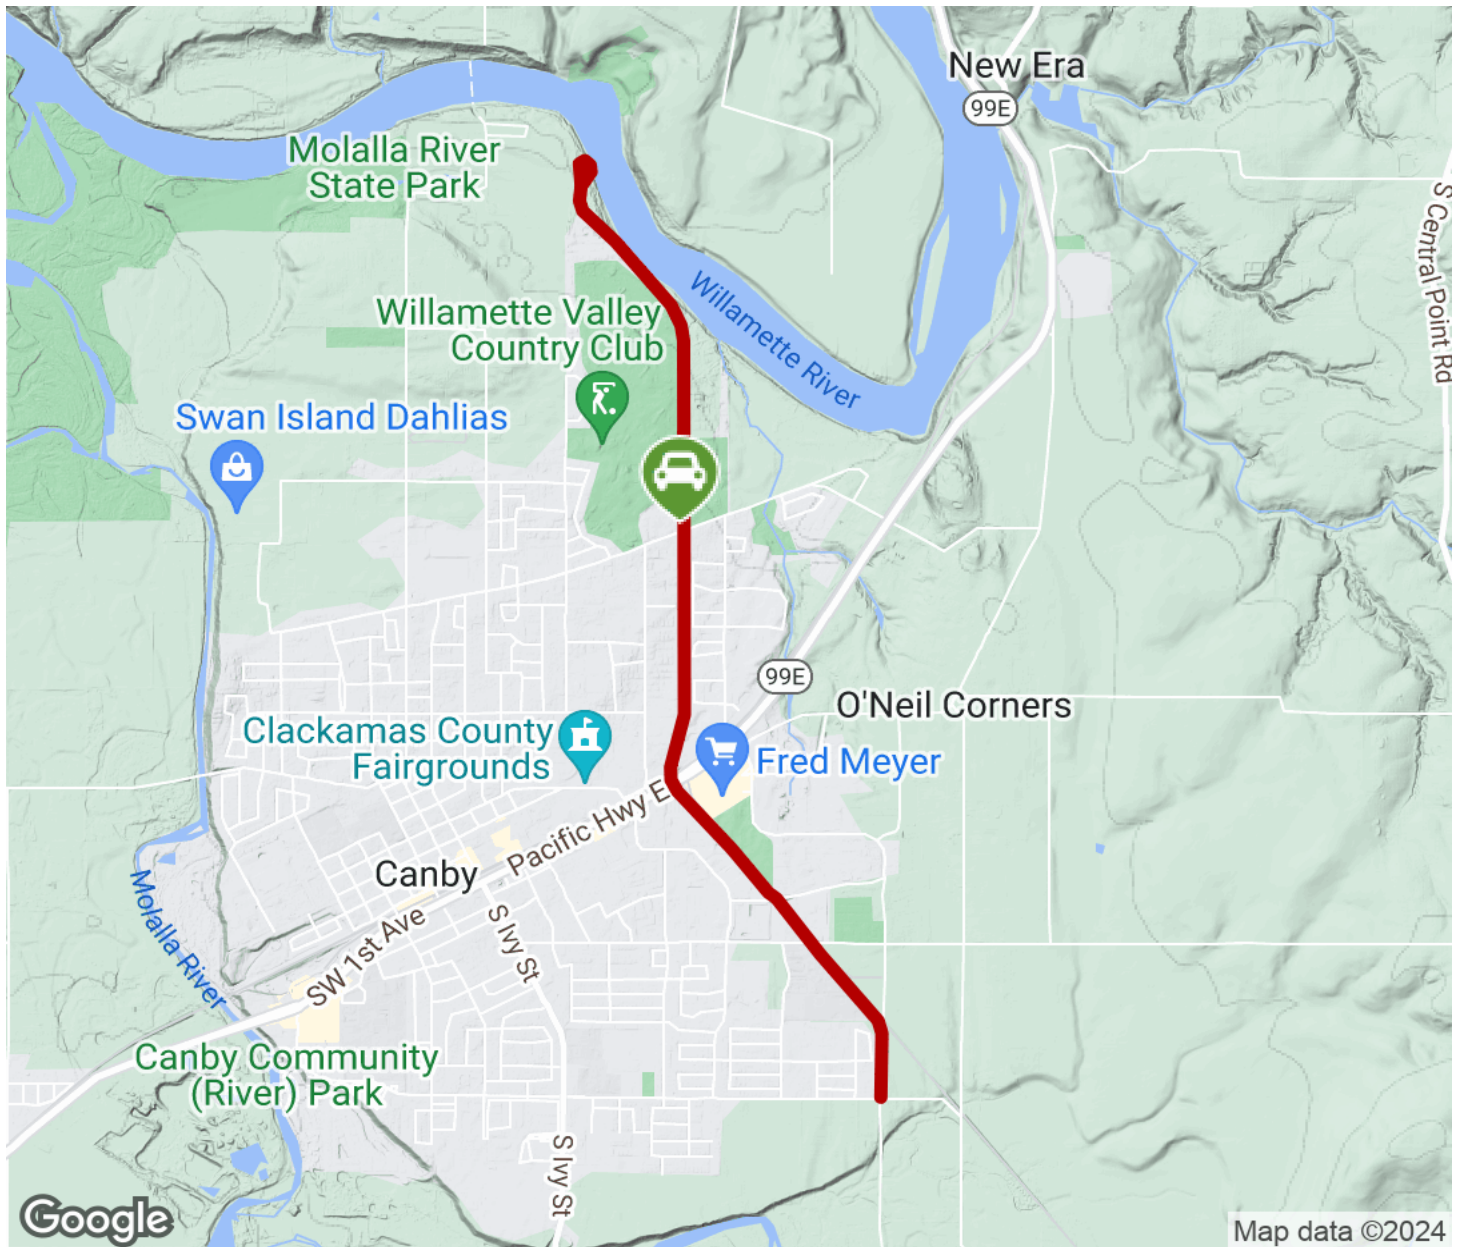 New Era
99E
Molalla River
State Park
S Central Point Rd
Willamette River
Willamette Valley
Country Club
Swan Island Dahlias
99E
O'Neil Corners
Clackamas County
Fairgrounds
Fred Meyer
Pacific Hwy E
Canby
Molalla River
SW 1st Ave
S Ivy St
Canby Community
(River) Park
S Ivy St
Google
Map data ©2024